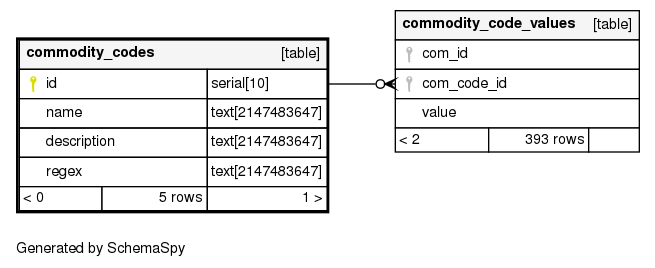 commodity_codes [table]
id serial[10]
name text[2147483647]
description text[2147483647]
regex text[2147483647]
< 0 5 rows 1 >
commodity_code_values [table]
com_id
com_code_id
value
< 2 393 rows
Generated by SchemaSpy